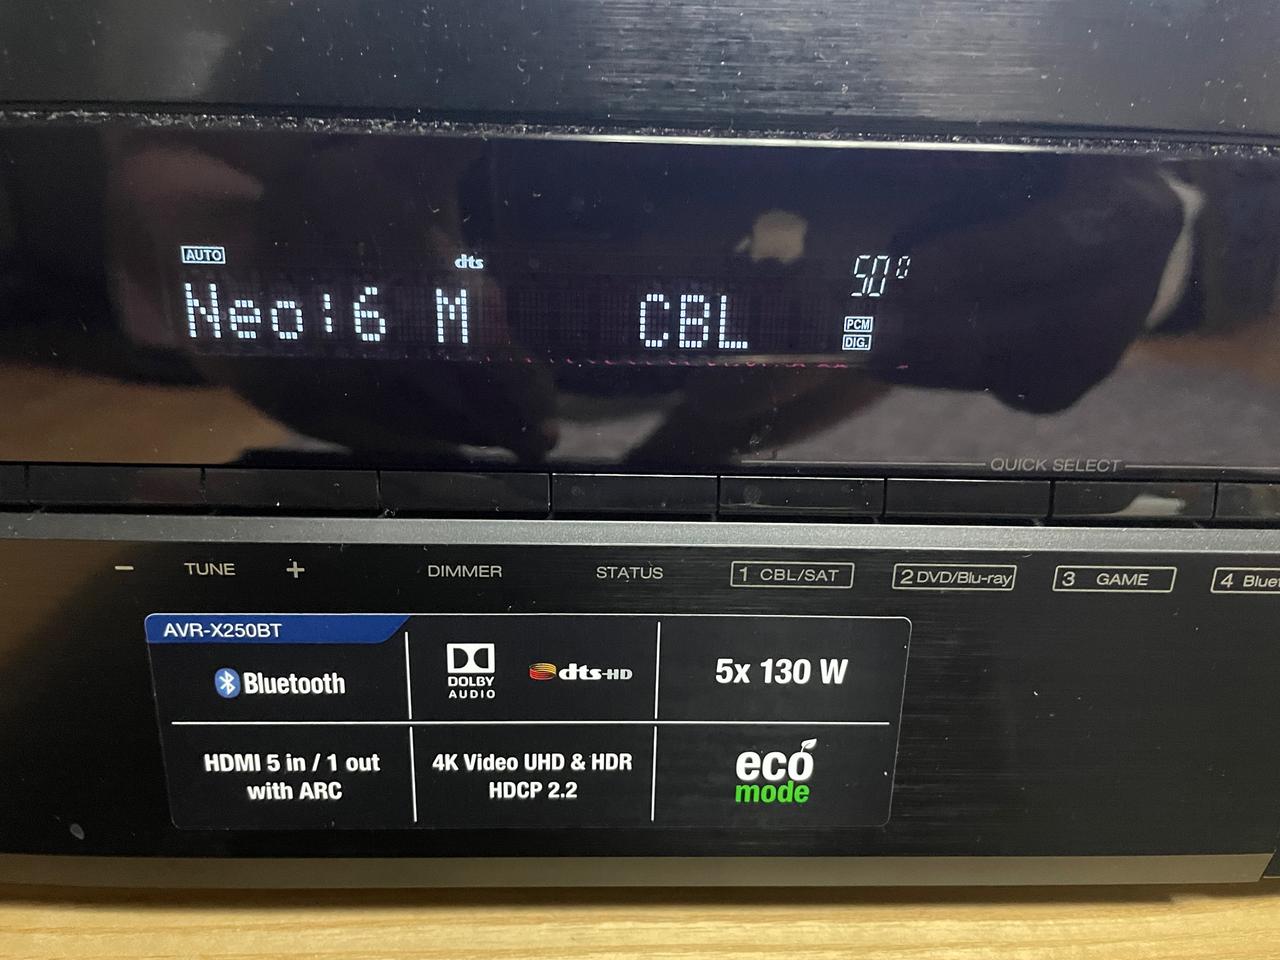 AUTO dts 50°
Neo:6 M CBL
PCM
DIG.
QUICK SELECT
− TUNE + DIMMER STATUS 1 CBL/SAT 2 DVD/Blu-ray 3 GAME 4 Bluet
AVR-X250BT
Bluetooth
DOLBY
AUDIO
dts-HD
5x 130 W
HDMI 5 in / 1 out
with ARC
4K Video UHD & HDR
HDCP 2.2
eco
mode